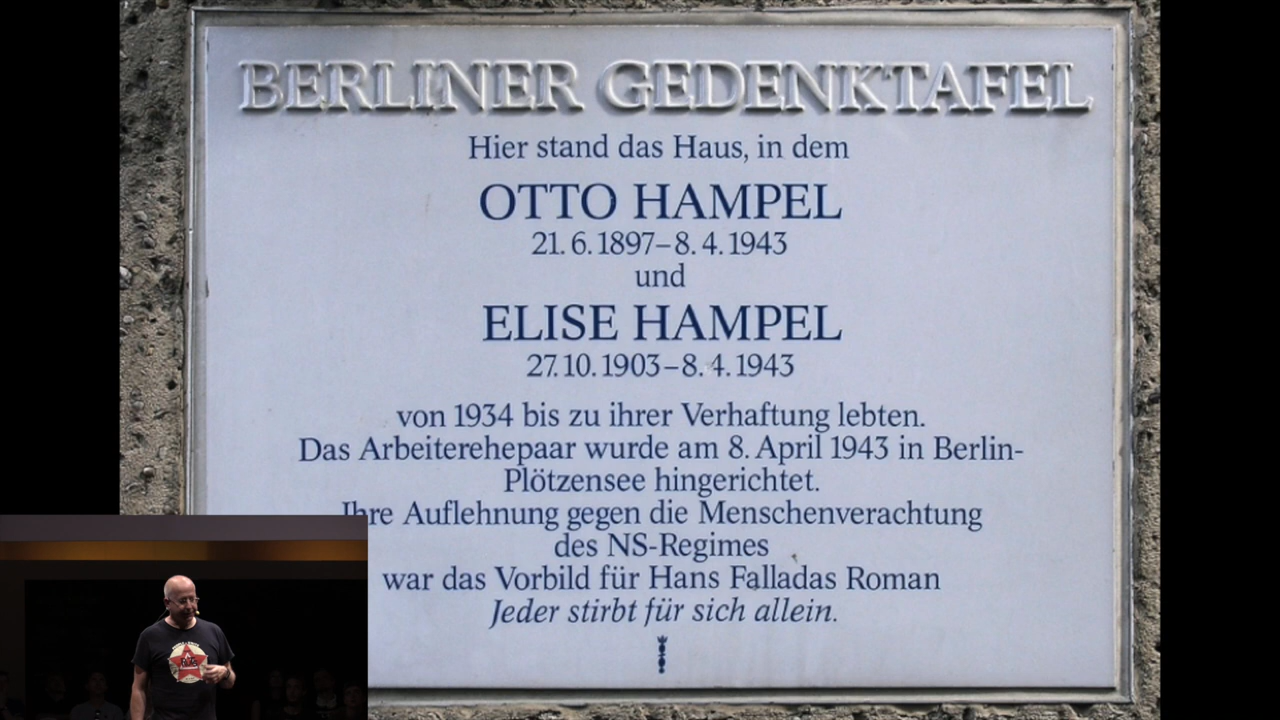 BERLINER GEDENKTAFEL
Hier stand das Haus, in dem
OTTO HAMPEL
21. 6. 1897–8. 4. 1943
und
ELISE HAMPEL
27. 10. 1903–8. 4. 1943
von 1934 bis zu ihrer Verhaftung lebten.
Das Arbeiterehepaar wurde am 8. April 1943 in Berlin-
Plötzensee hingerichtet.
Ihre Auflehnung gegen die Menschenverachtung
des NS-Regimes
war das Vorbild für Hans Falladas Roman
Jeder stirbt für sich allein.